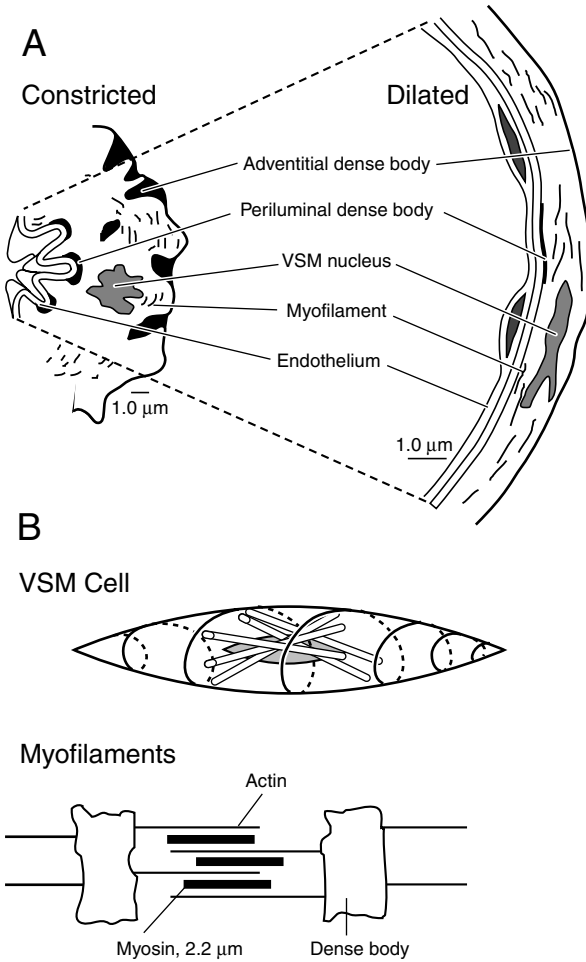 A
Constricted
Dilated
Adventitial dense body
Periluminal dense body
VSM nucleus
Myofilament
Endothelium
1.0 μm
1.0 μm
B
VSM Cell
Myofilaments
Actin
Myosin, 2.2 μm
Dense body